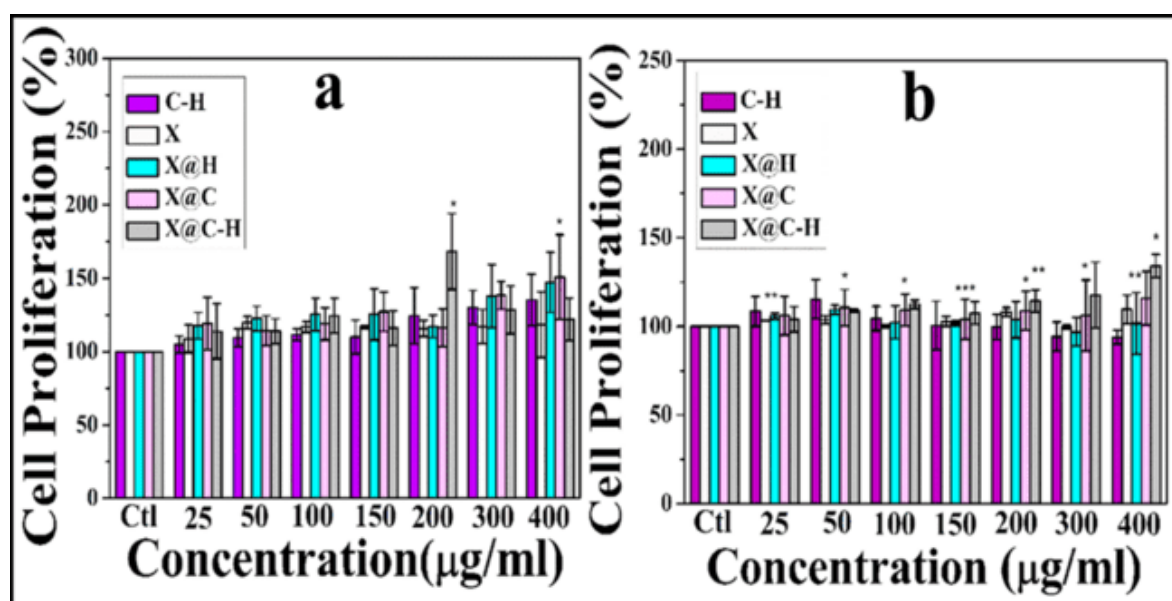 Cell Proliferation (%)
300
250
200
150
100
50
0
a
C-H
X
X@H
X@C
X@C-H
*
*
Ctl 25 50 100 150 200 300 400
Concentration(μg/ml)
Cell Proliferation (%)
250
200
150
100
50
0
b
C-H
X
X@H
X@C
X@C-H
** * * *** * ** * ** *
Ctl 25 50 100 150 200 300 400
Concentration (μg/ml)